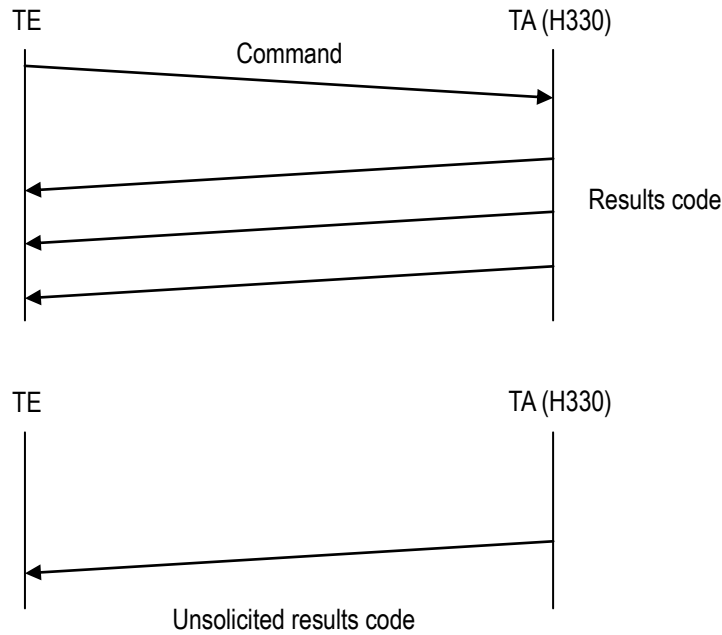 TE
TA (H330)
Command
Results code
TE
TA (H330)
Unsolicited results code